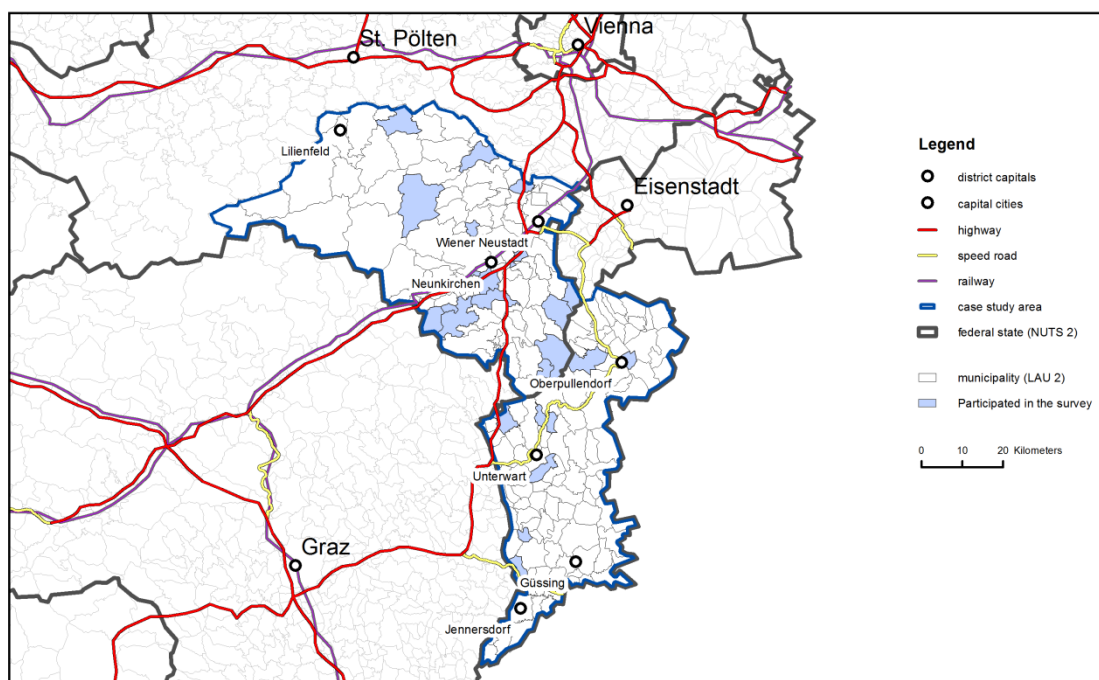 Vienna
St. Pölten
Lilienfeld
Eisenstadt
Wiener Neustadt
Neunkirchen
Oberpullendorf
Unterwart
Graz
Güssing
Jennersdorf
Legend
district capitals
capital cities
highway
speed road
railway
case study area
federal state (NUTS 2)
municipality (LAU 2)
Participated in the survey
0 10 20 Kilometers